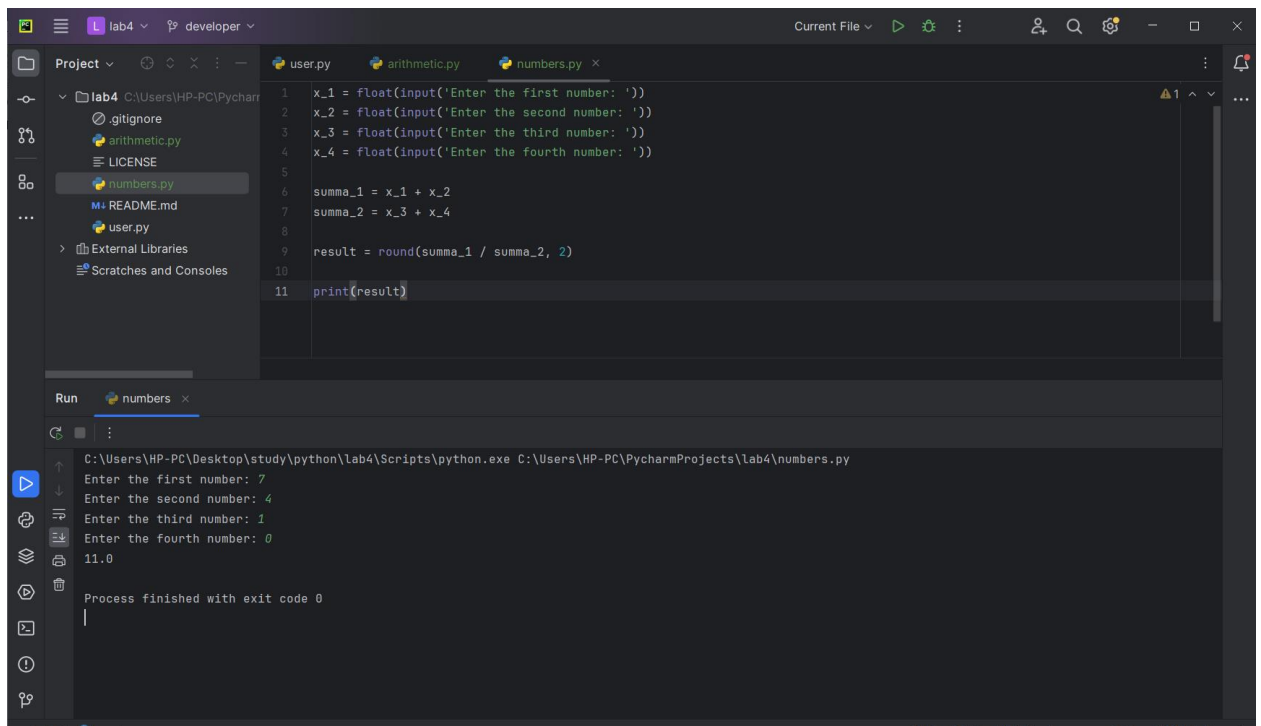 PC L lab4 developer Current File
Project
user.py arithmetic.py numbers.py
lab4 C:\Users\HP-PC\Pycharr
.gitignore
arithmetic.py
LICENSE
numbers.py
M↓ README.md
user.py
External Libraries
Scratches and Consoles
1 x_1 = float(input('Enter the first number: '))
2 x_2 = float(input('Enter the second number: '))
3 x_3 = float(input('Enter the third number: '))
4 x_4 = float(input('Enter the fourth number: '))
5
6 summa_1 = x_1 + x_2
7 summa_2 = x_3 + x_4
8
9 result = round(summa_1 / summa_2, 2)
10
11 print(result)
1
Run numbers
C:\Users\HP-PC\Desktop\study\python\lab4\Scripts\python.exe C:\Users\HP-PC\PycharmProjects\lab4\numbers.py
Enter the first number: 7
Enter the second number: 4
Enter the third number: 1
Enter the fourth number: 0
11.0
Process finished with exit code 0